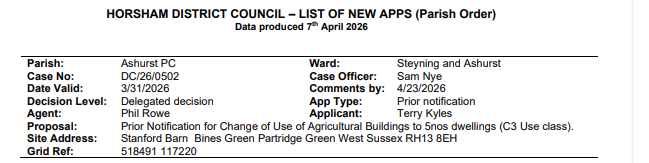 HORSHAM DISTRICT COUNCIL – LIST OF NEW APPS (Parish Order)
Data produced 7th April 2026
Parish: Ashurst PC Ward: Steyning and Ashurst
Case No: DC/26/0502 Case Officer: Sam Nye
Date Valid: 3/31/2026 Comments by: 4/23/2026
Decision Level: Delegated decision App Type: Prior notification
Agent: Phil Rowe Applicant: Terry Kyles
Proposal: Prior Notification for Change of Use of Agricultural Buildings to 5nos dwellings (C3 Use class).
Site Address: Stanford Barn Bines Green Partridge Green West Sussex RH13 8EH
Grid Ref: 518491 117220